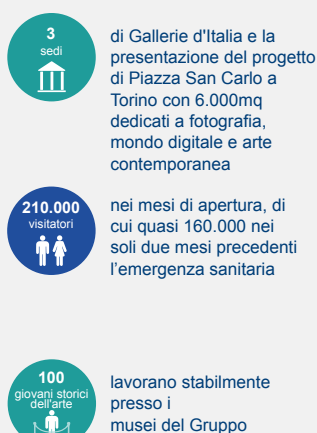 3
sedi
di Gallerie d'Italia e la
presentazione del progetto
di Piazza San Carlo a
Torino con 6.000mq
dedicati a fotografia,
mondo digitale e arte
contemporanea
210.000
visitatori
nei mesi di apertura, di
cui quasi 160.000 nei
soli due mesi precedenti
l’emergenza sanitaria
100
giovani storici
dell'arte
lavorano stabilmente
presso i
musei del Gruppo